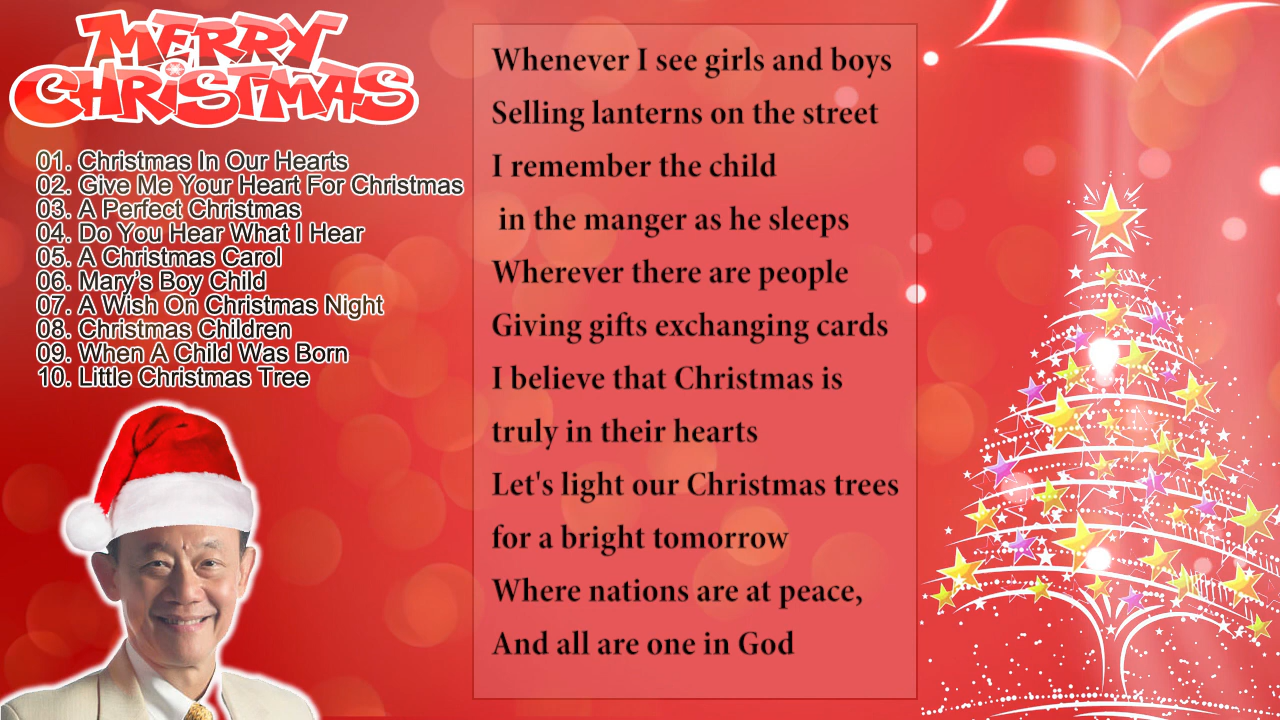 MERRY
CHRISTMAS
01. Christmas In Our Hearts
02. Give Me Your Heart For Christmas
03. A Perfect Christmas
04. Do You Hear What I Hear
05. A Christmas Carol
06. Mary's Boy Child
07. A Wish On Christmas Night
08. Christmas Children
09. When A Child Was Born
10. Little Christmas Tree
Whenever I see girls and boys
Selling lanterns on the street
I remember the child
in the manger as he sleeps
Wherever there are people
Giving gifts exchanging cards
I believe that Christmas is
truly in their hearts
Let's light our Christmas trees
for a bright tomorrow
Where nations are at peace,
And all are one in God